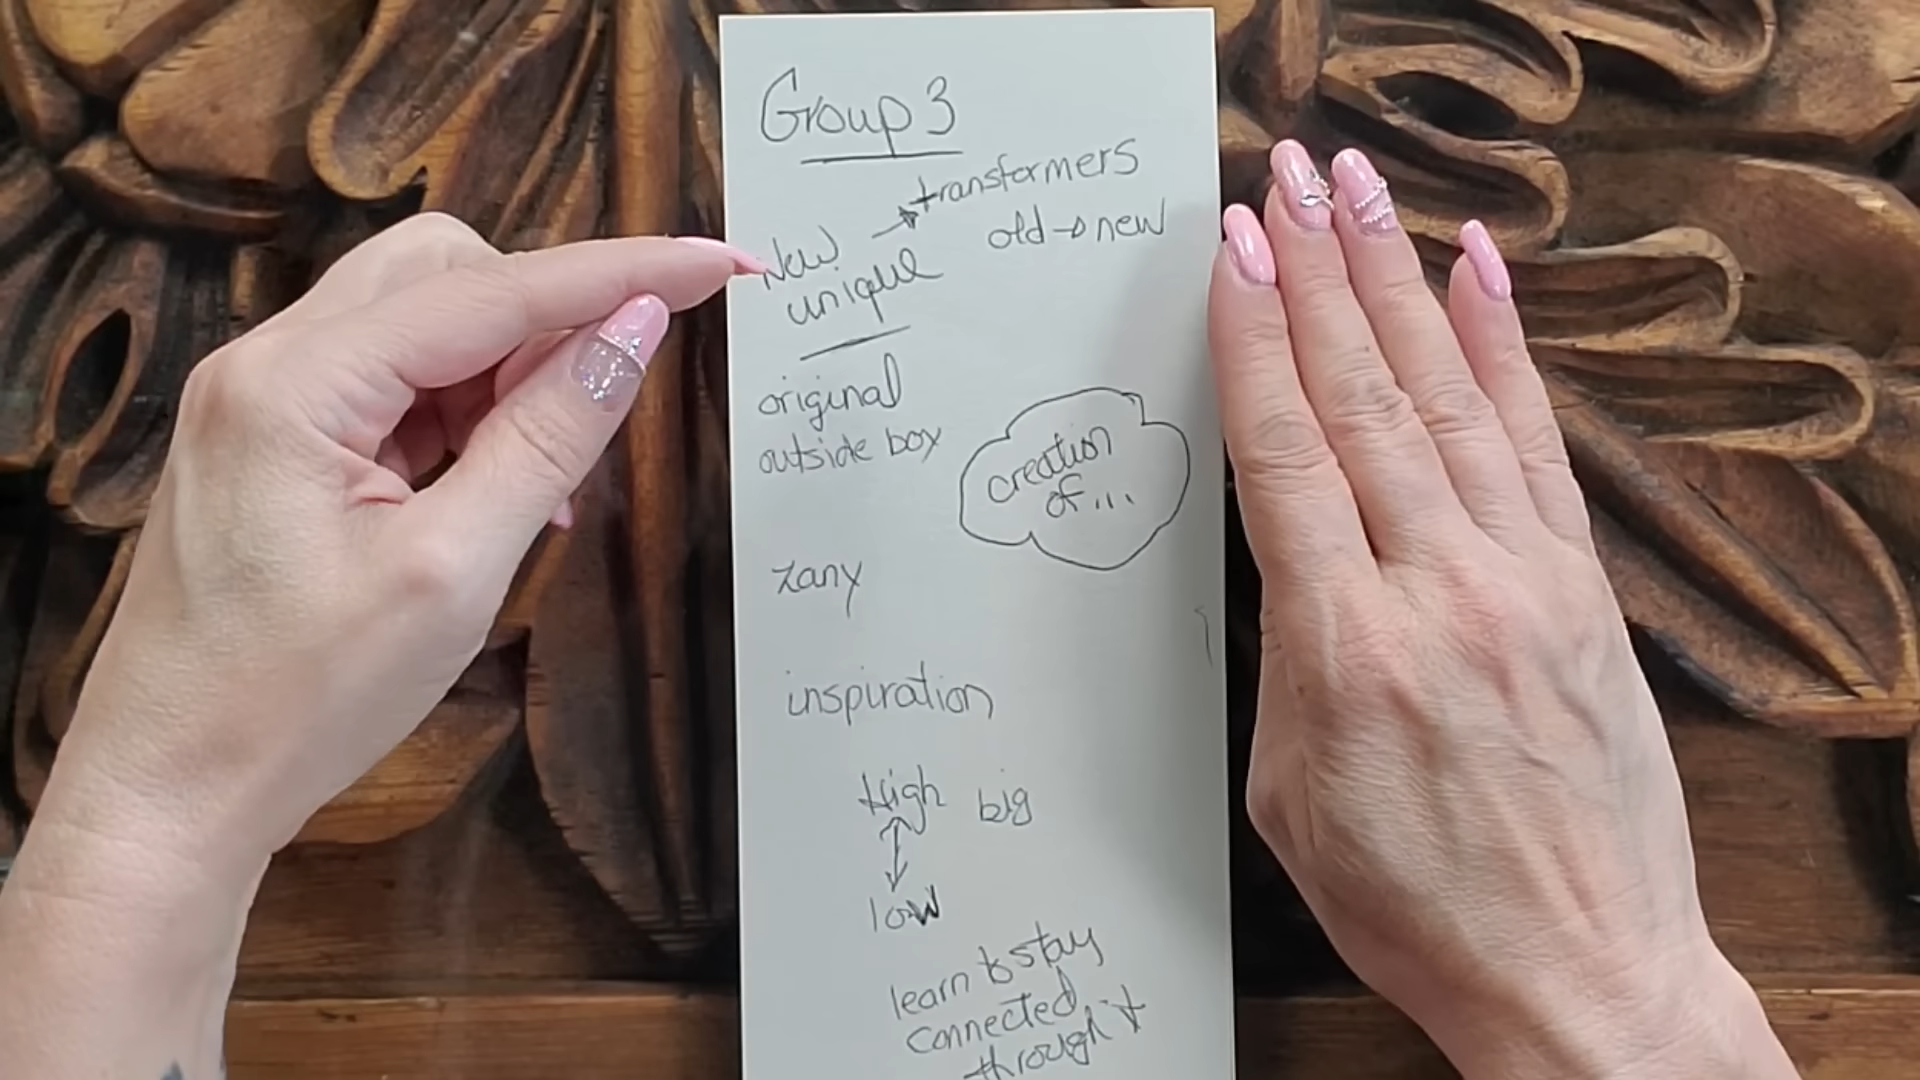 Group 3
transformers
old → new
New
unique
original
outside box
creation
of...
zany
inspiration
High big
low
learn to stay
connected
through it